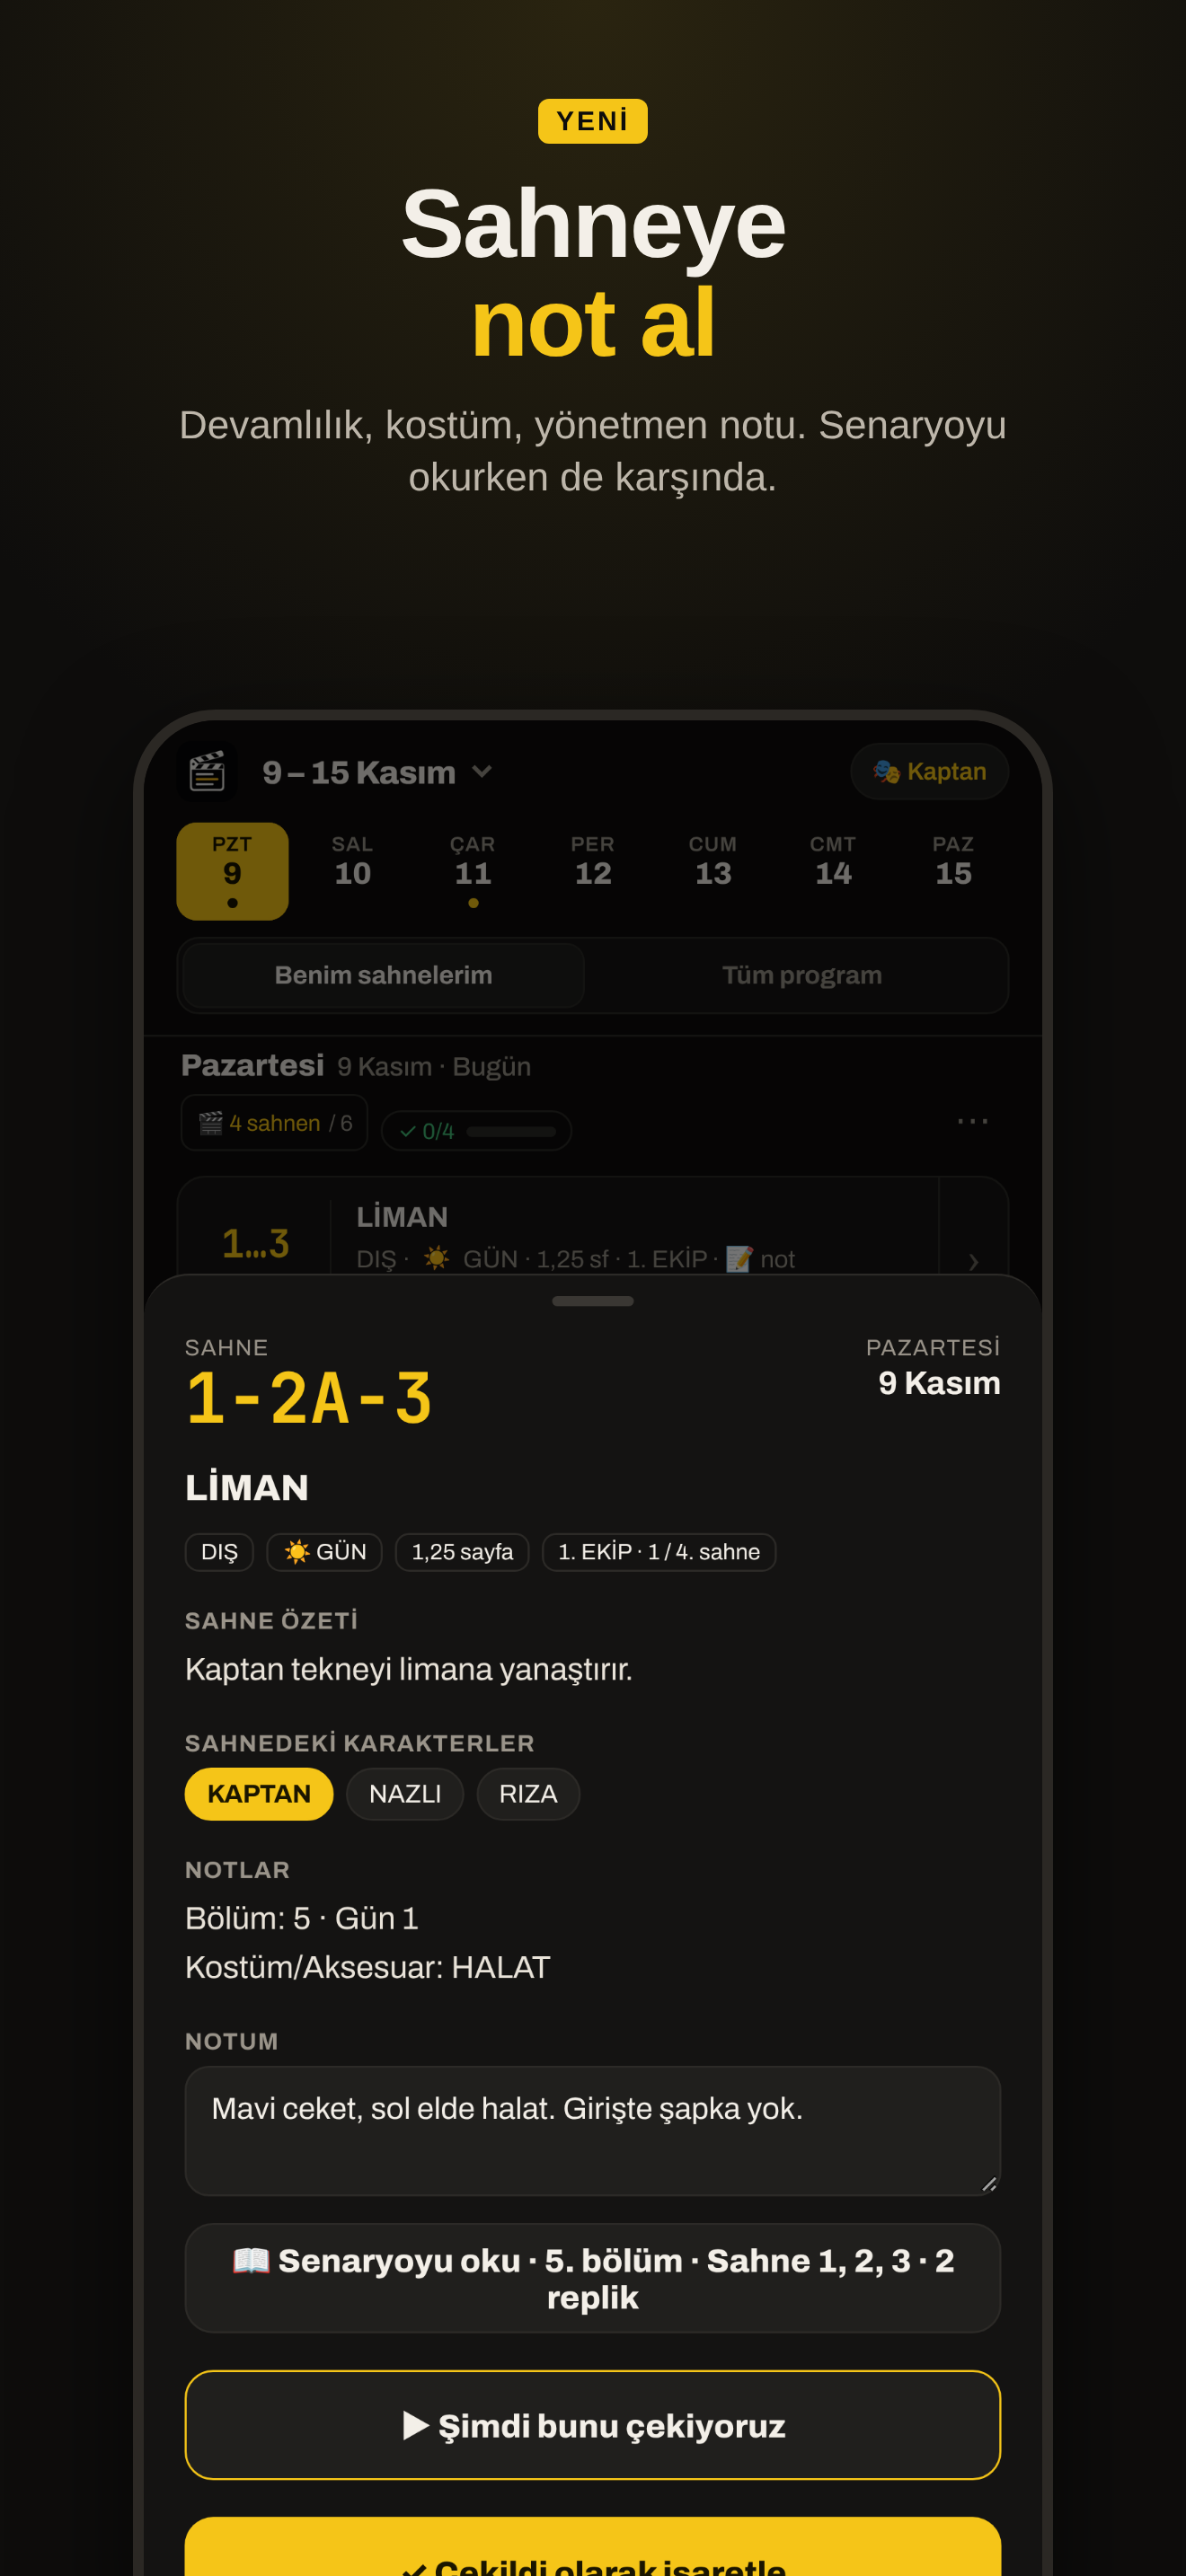 YENİ
Sahneye
not al
Devamlılık, kostüm, yönetmen notu. Senaryoyu
okurken de karşında.
9 – 15 Kasım
🎭 Kaptan
PZT SAL ÇAR PER CUM CMT PAZ
9 10 11 12 13 14 15
Benim sahnelerim
Tüm program
Pazartesi 9 Kasım · Bugün
🎬 4 sahnen / 6
✓ 0/4
⋯
1…3
LİMAN
DIŞ · ☀️ GÜN · 1,25 sf · 1. EKİP · 📝 not
›
SAHNE
1-2A-3
PAZARTESİ
9 Kasım
LİMAN
DIŞ
☀️ GÜN
1,25 sayfa
1. EKİP · 1 / 4. sahne
SAHNE ÖZETİ
Kaptan tekneyi limana yanaştırır.
SAHNEDEKİ KARAKTERLER
KAPTAN
NAZLI
RIZA
NOTLAR
Bölüm: 5 · Gün 1
Kostüm/Aksesuar: HALAT
NOTUM
Mavi ceket, sol elde halat. Girişte şapka yok.
📖 Senaryoyu oku · 5. bölüm · Sahne 1, 2, 3 · 2
replik
▶ Şimdi bunu çekiyoruz
✓ Çekildi olarak işaretle